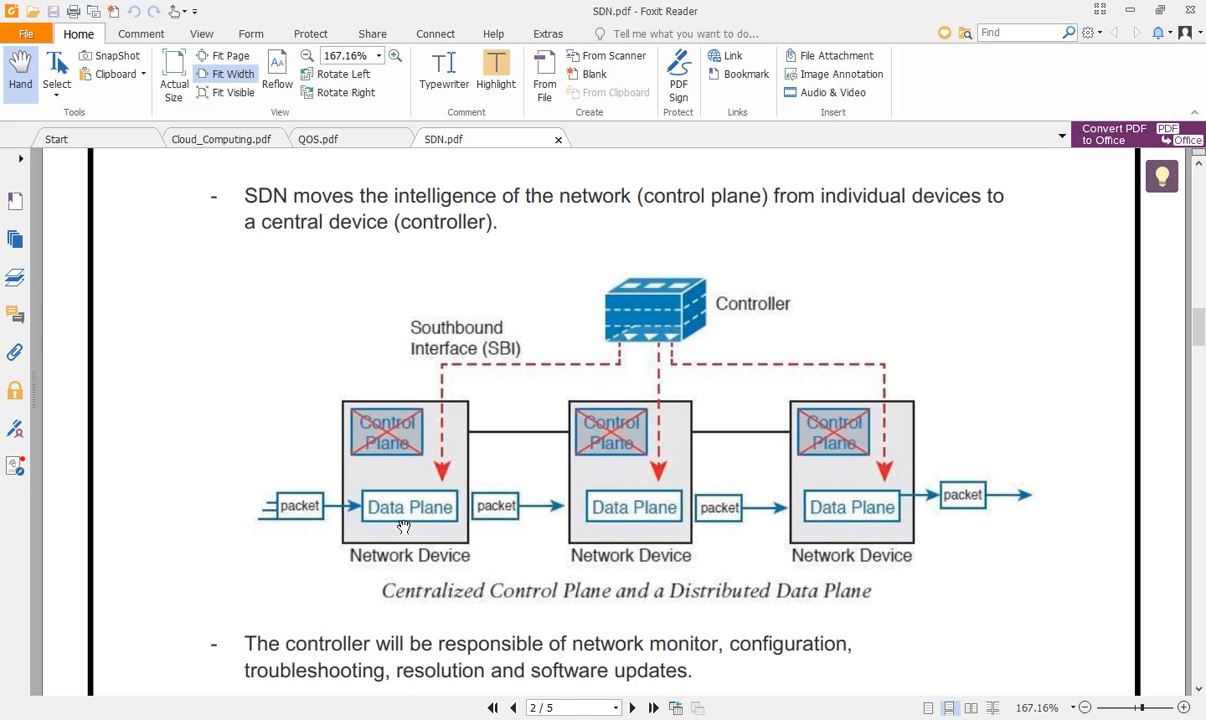 SDN.pdf - Foxit Reader
File Home Comment View Form Protect Share Connect Help Extras Tell me what you want to do... Find
Hand
Select
SnapShot
Clipboard
Tools
Actual
Size
Fit Page
Fit Width
Fit Visible
Reflow
167.16%
Rotate Left
Rotate Right
View
Typewriter
Highlight
Comment
From
File
From Scanner
Blank
From Clipboard
Create
PDF
Sign
Protect
Link
Bookmark
Links
File Attachment
Image Annotation
Audio & Video
Insert
Start Cloud_Computing.pdf QOS.pdf SDN.pdf
Convert PDF
to Office
PDF
Office
- SDN moves the intelligence of the network (control plane) from individual devices to
a central device (controller).
Controller
Southbound
Interface (SBI)
Control
Plane
Control
Plane
Control
Plane
packet Data Plane packet Data Plane packet Data Plane packet
Network Device Network Device Network Device
Centralized Control Plane and a Distributed Data Plane
- The controller will be responsible of network monitor, configuration,
troubleshooting, resolution and software updates.
2 / 5
167.16%